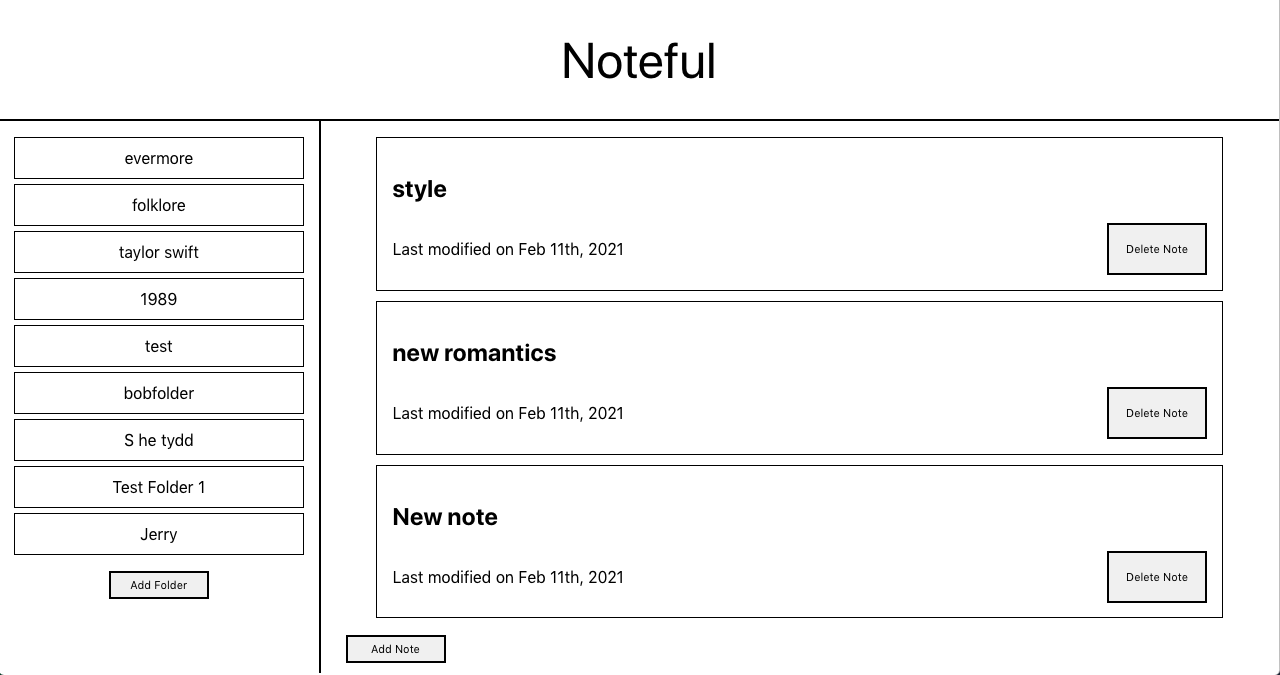 Noteful
evermore
folklore
taylor swift
1989
test
bobfolder
S he tydd
Test Folder 1
Jerry
Add Folder
style
Last modified on Feb 11th, 2021
Delete Note
new romantics
Last modified on Feb 11th, 2021
Delete Note
New note
Last modified on Feb 11th, 2021
Delete Note
Add Note